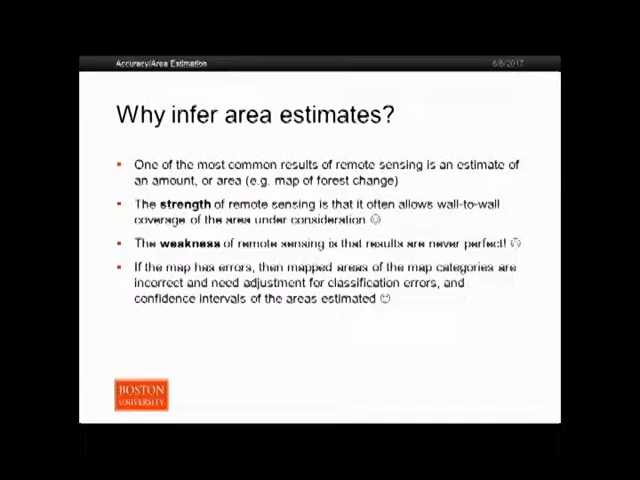 Accuracy/Area Estimation
6/6/2017
Why infer area estimates?
▪ One of the most common results of remote sensing is an estimate of
an amount, or area (e.g. map of forest change)
▪ The strength of remote sensing is that it often allows wall-to-wall
coverage of the area under consideration ☺
▪ The weakness of remote sensing is that results are never perfect! ☹
▪ If the map has errors, then mapped areas of the map categories are
incorrect and need adjustment for classification errors, and
confidence intervals of the areas estimated ☺
BOSTON
UNIVERSITY